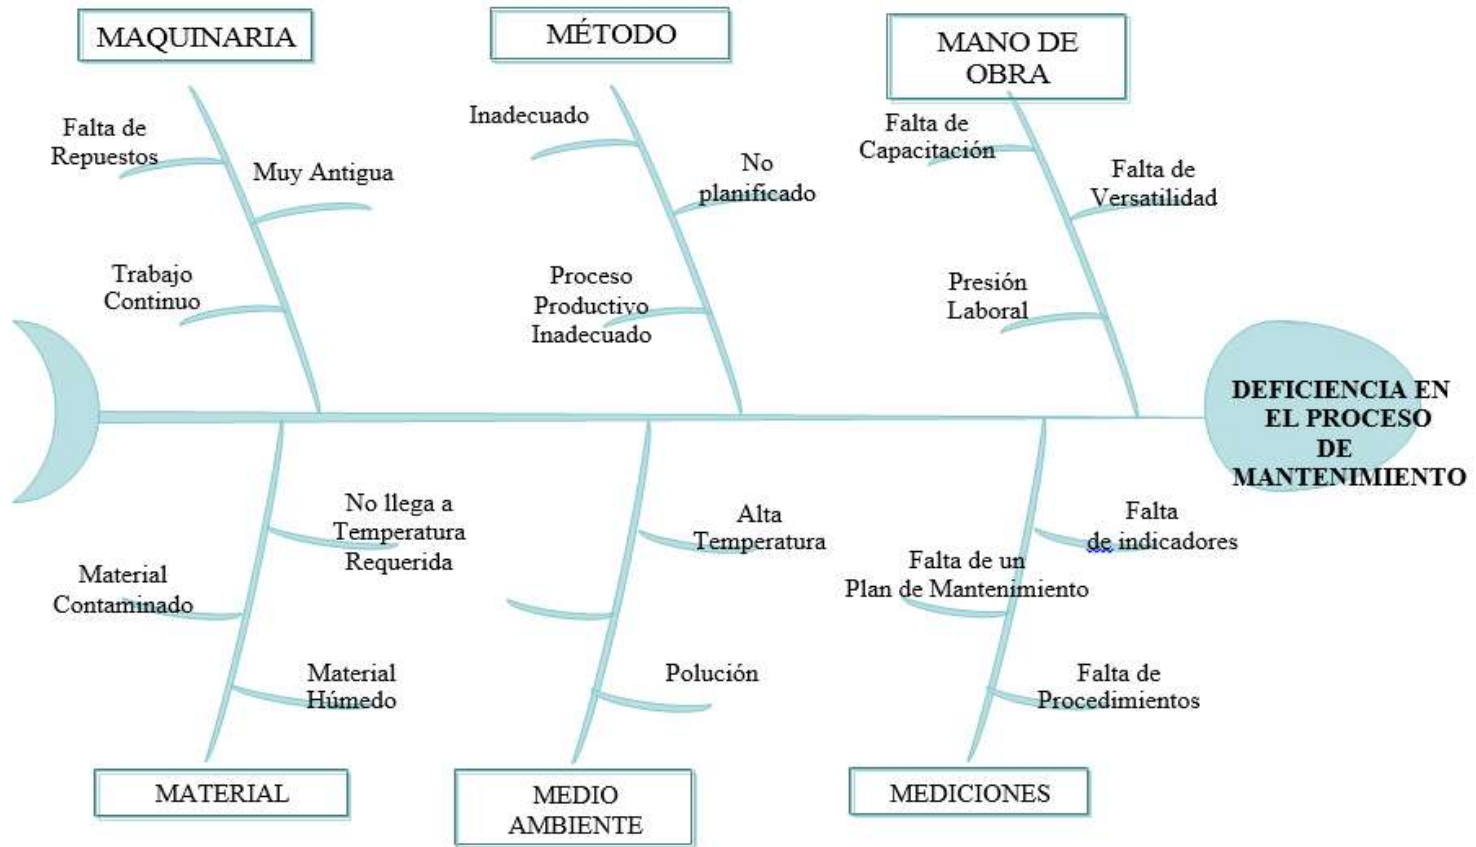 MAQUINARIA
MÉTODO
MANO DE
OBRA
Falta de
Repuestos
Muy Antigua
Trabajo
Continuo
Inadecuado
No
planificado
Proceso
Productivo
Inadecuado
Falta de
Capacitación
Falta de
Versatilidad
Presión
Laboral
DEFICIENCIA EN
EL PROCESO
DE
MANTENIMIENTO
No llega a
Temperatura
Requerida
Material
Contaminado
Material
Húmedo
Alta
Temperatura
Polución
Falta
de indicadores
Falta de un
Plan de Mantenimiento
Falta de
Procedimientos
MATERIAL
MEDIO
AMBIENTE
MEDICIONES